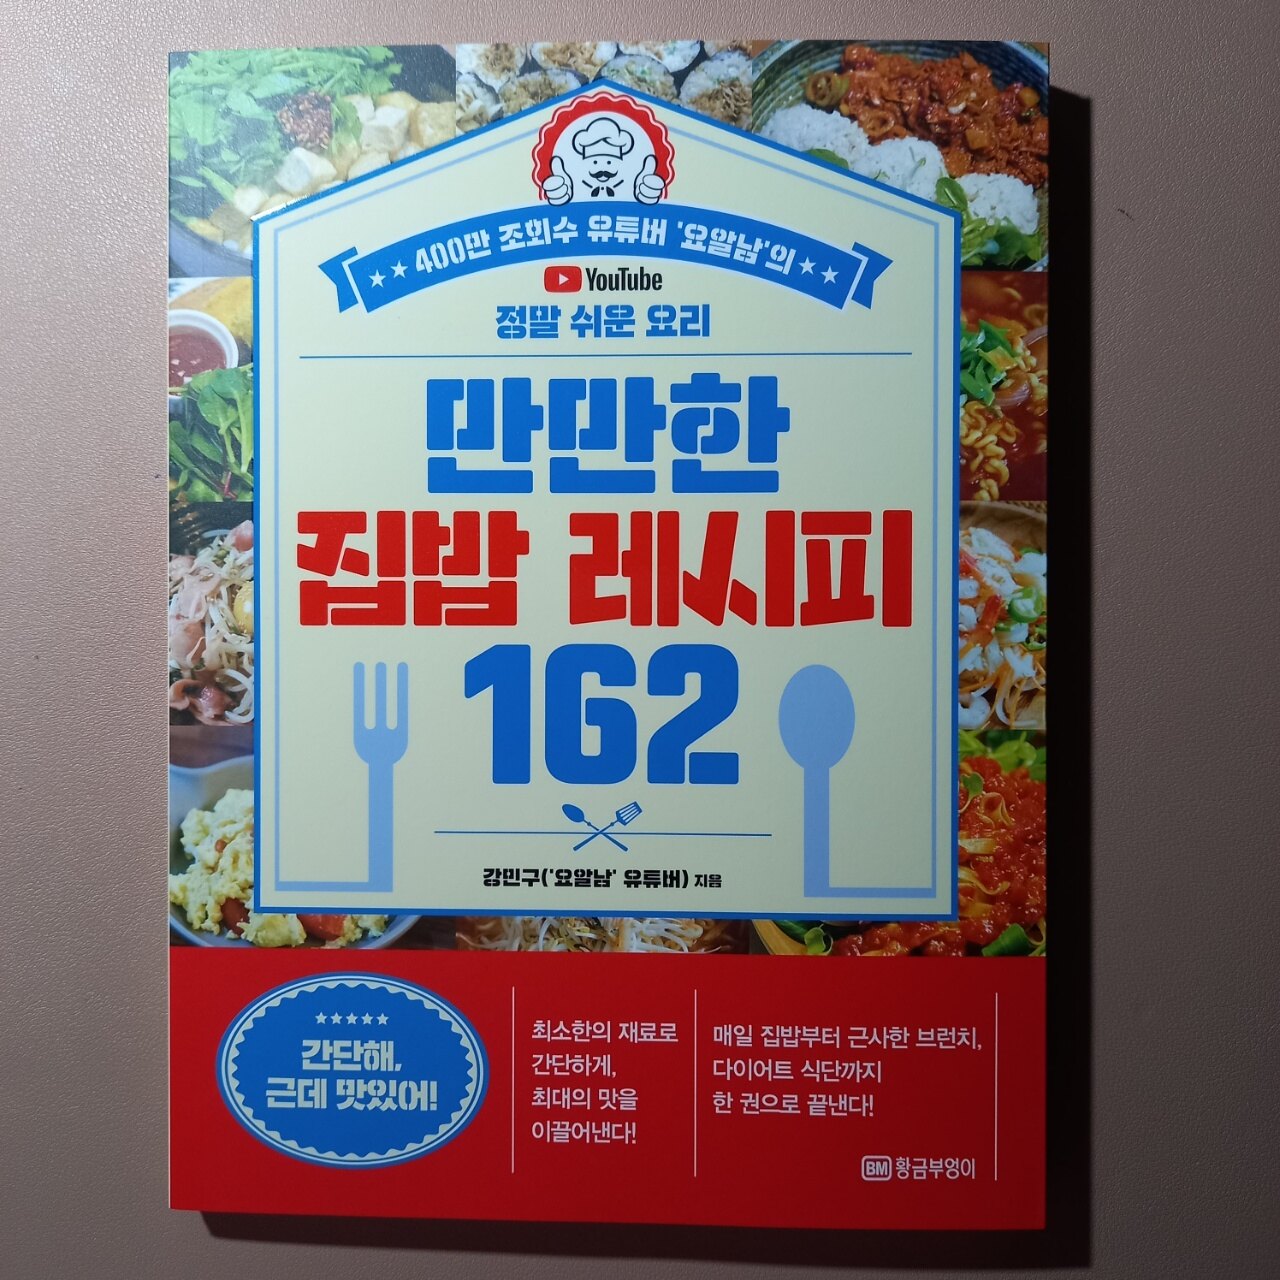 400만 조회수 유튜버 '요알남'의
YouTube
정말 쉬운 요리
만만한
집밥 레시피
162
강민구('요알남' 유튜버) 지음
간단해,
근데 맛있어!
최소한의 재료로
간단하게,
최대의 맛을
이끌어낸다!
매일 집밥부터 근사한 브런치,
다이어트 식단까지
한 권으로 끝낸다!
BM 황금부엉이